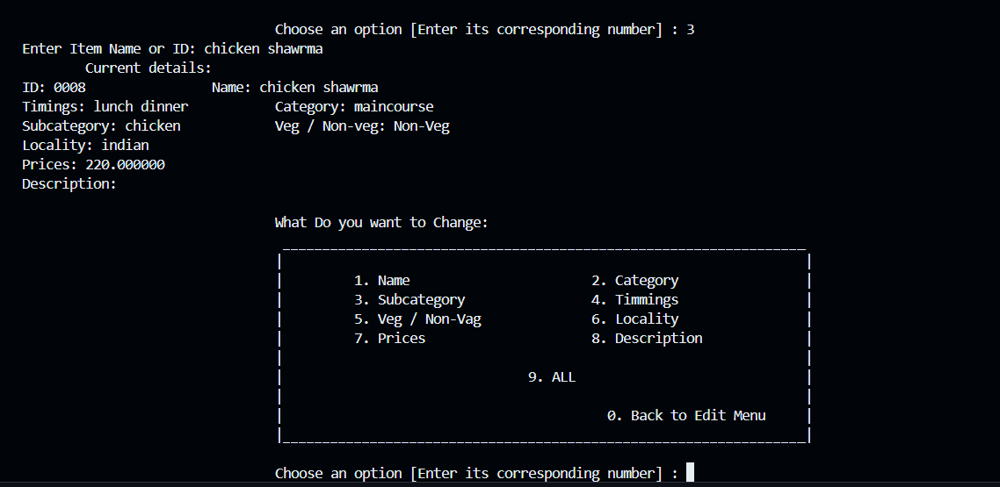 Choose an option [Enter its corresponding number] : 3
Enter Item Name or ID: chicken shawrma
Current details:
ID: 0008 Name: chicken shawrma
Timings: lunch dinner Category: maincourse
Subcategory: chicken Veg / Non-veg: Non-Veg
Locality: indian
Prices: 220.000000
Description:
What Do you want to Change:
1. Name 2. Category
3. Subcategory 4. Timmings
5. Veg / Non-Vag 6. Locality
7. Prices 8. Description
9. ALL
0. Back to Edit Menu
Choose an option [Enter its corresponding number] :